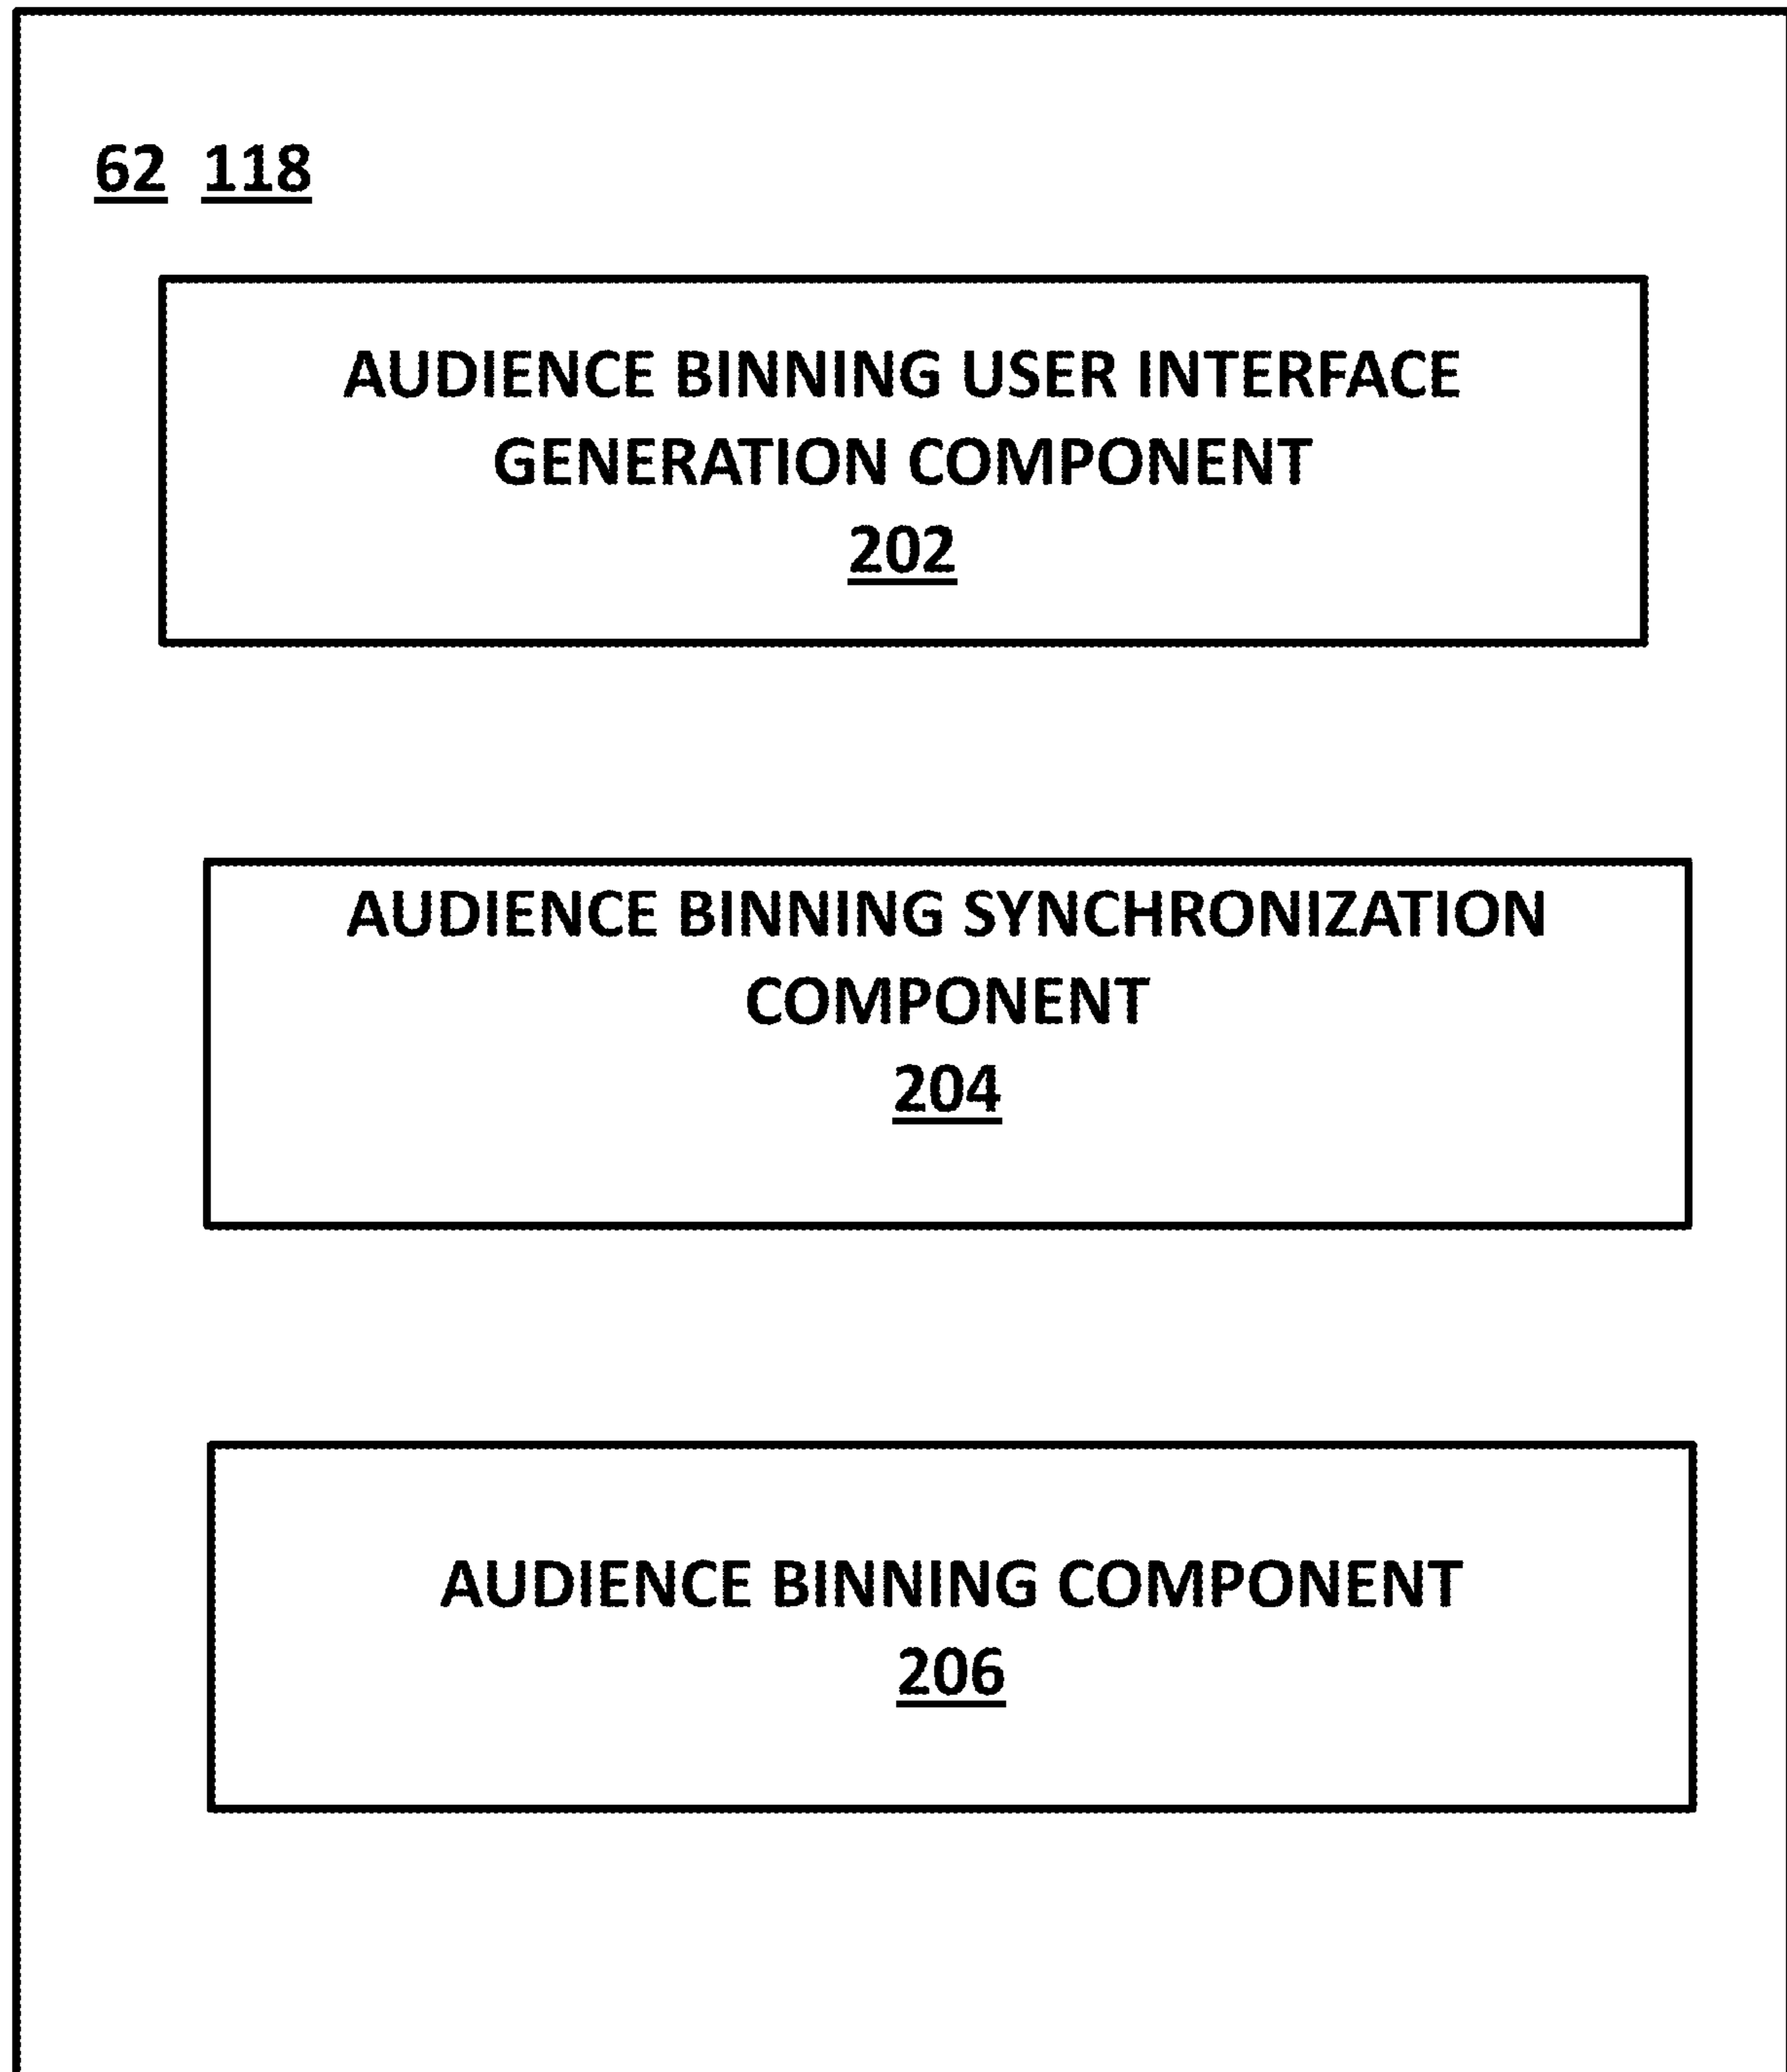 62 118
AUDIENCE BINNING USER INTERFACE
GENERATION COMPONENT
202
AUDIENCE BINNING SYNCHRONIZATION
COMPONENT
204
AUDIENCE BINNING COMPONENT
206